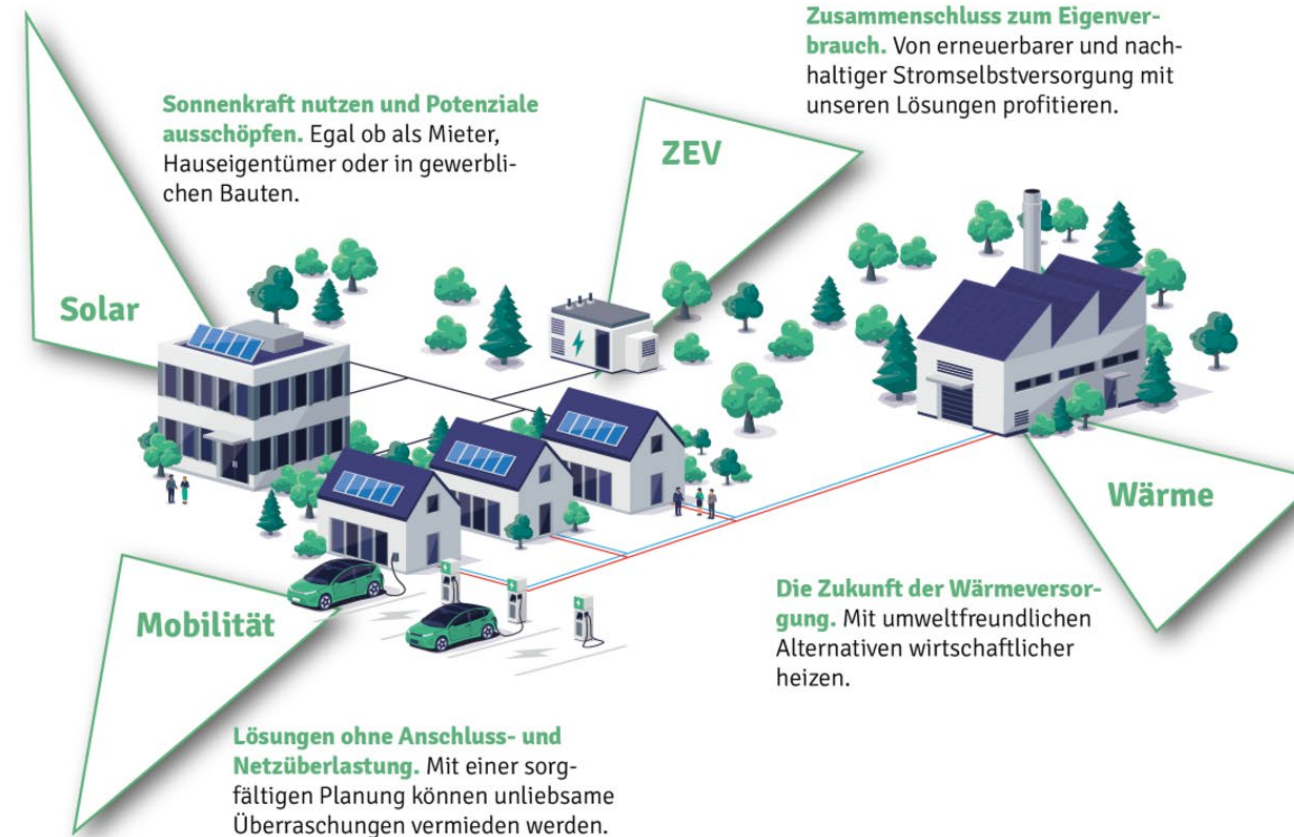 Zusammenschluss zum Eigenver-
brauch. Von erneuerbarer und nach-
haltiger Stromselbstversorgung mit
unseren Lösungen profitieren.
Sonnenkraft nutzen und Potenziale
ausschöpfen. Egal ob als Mieter,
Hauseigentümer oder in gewerbli-
chen Bauten.
ZEV
Solar
Wärme
Mobilität
Die Zukunft der Wärmeversor-
gung. Mit umweltfreundlichen
Alternativen wirtschaftlicher
heizen.
Lösungen ohne Anschluss- und
Netzüberlastung. Mit einer sorg-
fältigen Planung können unliebsame
Überraschungen vermieden werden.